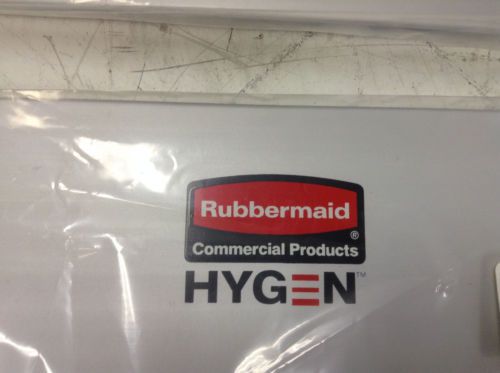 Rubbermaid®
Commercial Products
HYGEN™